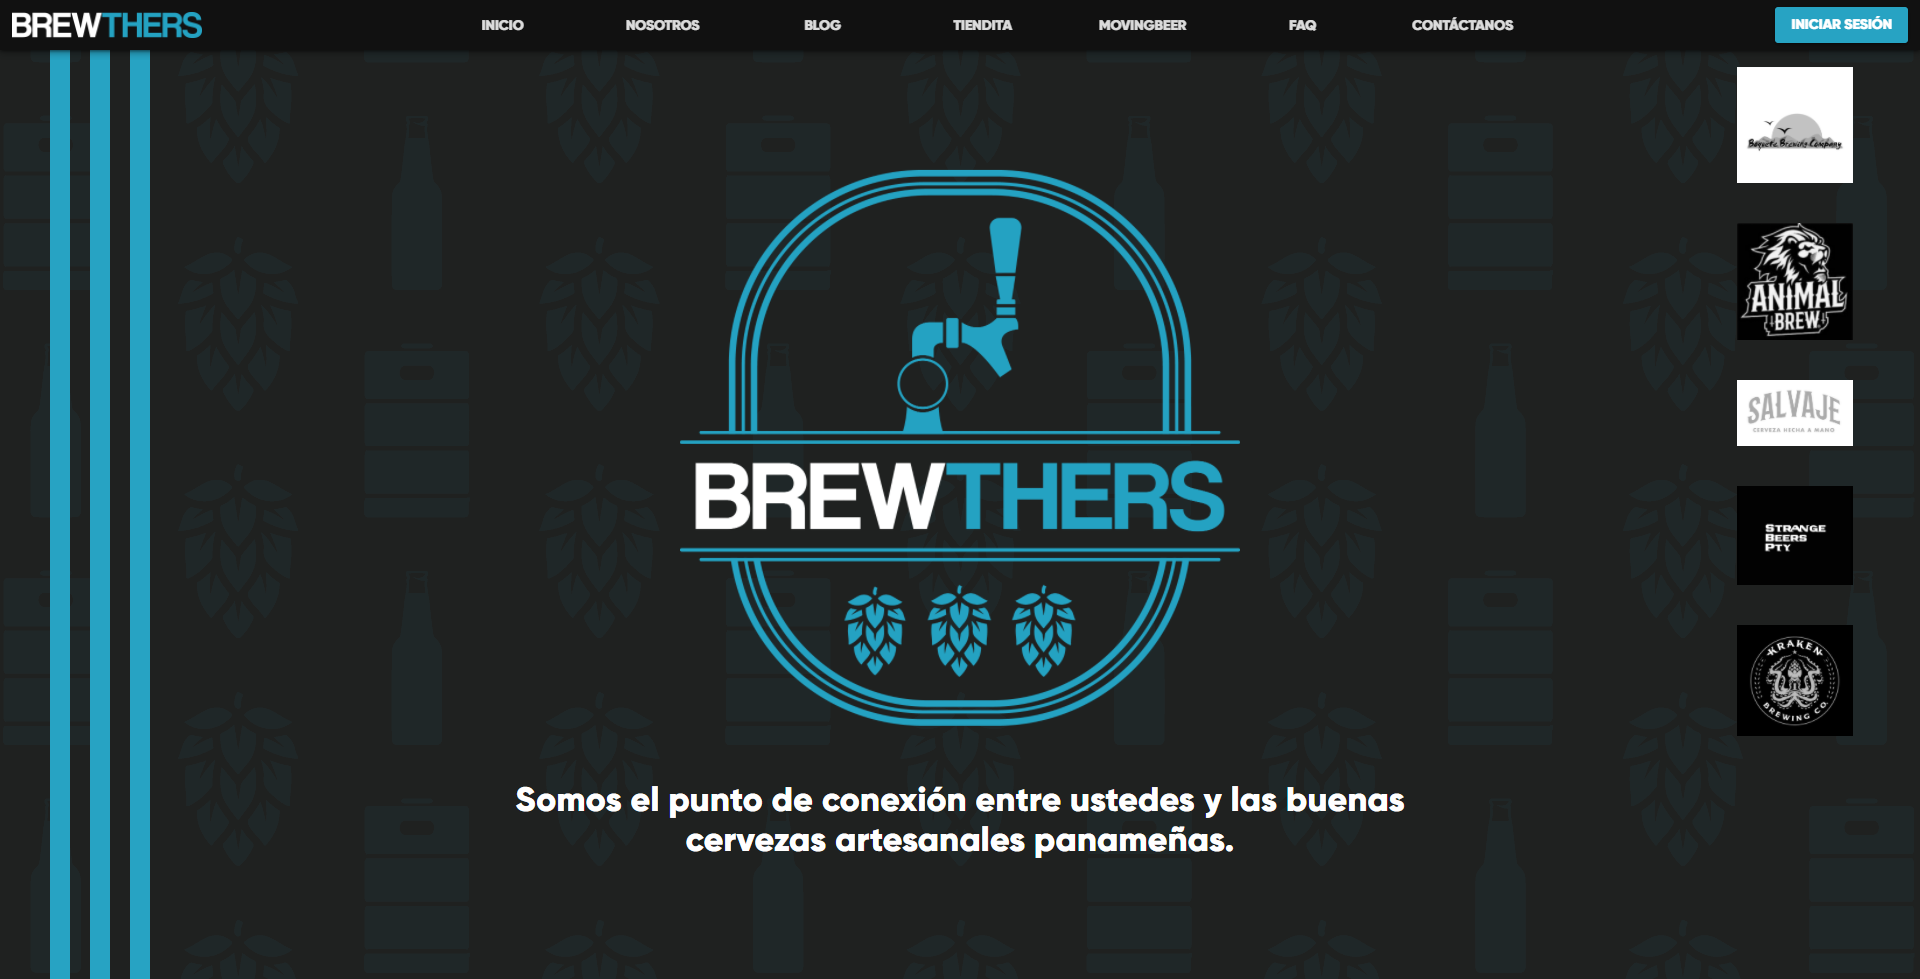 BREWTHERS
INICIO
NOSOTROS
BLOG
TIENDITA
MOVINGBEER
FAQ
CONTÁCTANOS
INICIAR SESIÓN
Boquete Brewing Company
ANIMAL
BREW
SALVAJE
CERVEZA HECHA A MANO
STRANGE
BEERS
PTY
KRAKEN
BREWING CO.
BREWTHERS
Somos el punto de conexión entre ustedes y las buenas
cervezas artesanales panameñas.